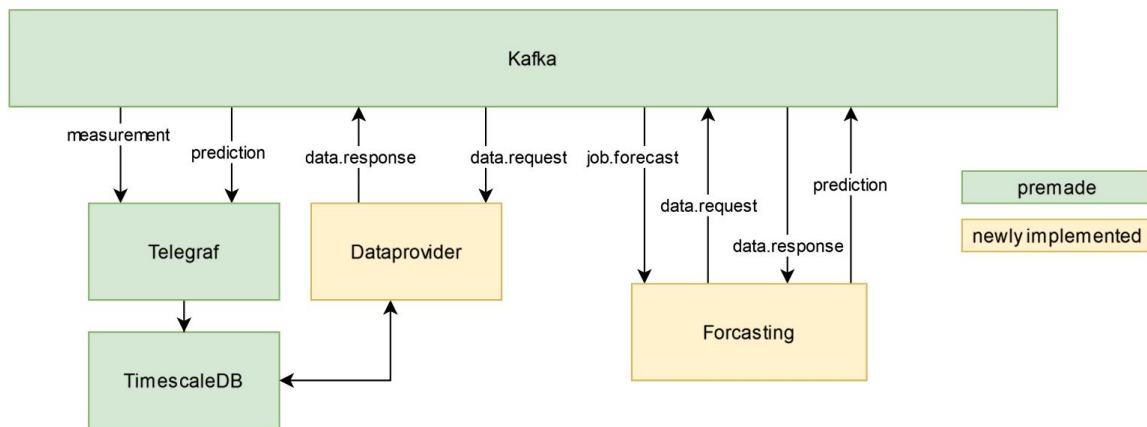 Kafka
measurement
prediction
data.response
data.request
job.forecast
data.request
data.response
prediction
premade
newly implemented
Telegraf
Dataprovider
Forcasting
TimescaleDB